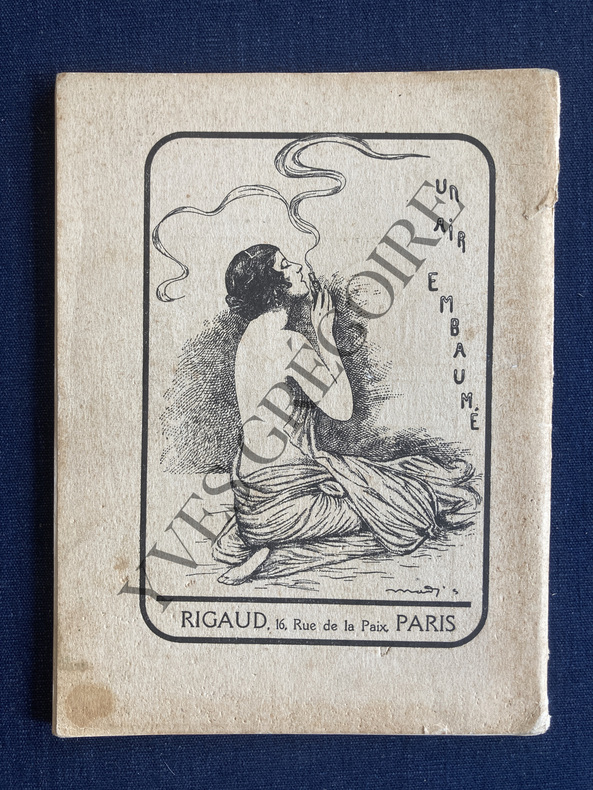 UN
AIR
EMBAUMÉ
YVES GRÉGOIRE
RIGAUD, 16, Rue de la Paix, PARIS